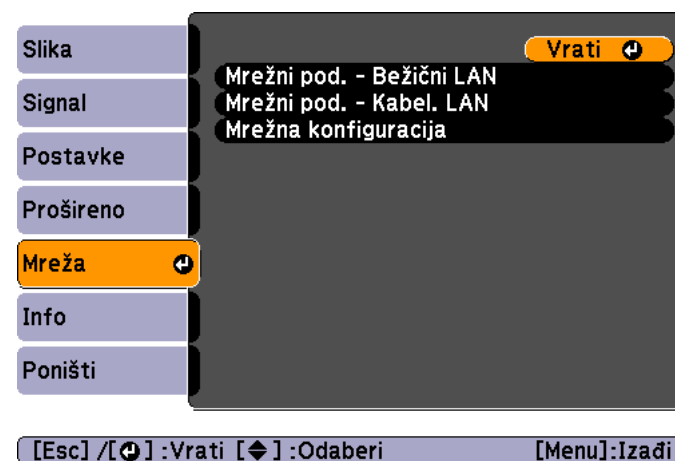 Slika
Signal
Postavke
Prošireno
Mreža
Info
Poništi
Vrati
Mrežni pod. - Bežični LAN
Mrežni pod. - Kabel. LAN
Mrežna konfiguracija
[Esc] /[ ] :Vrati [ ] :Odaberi [Menu]:Izađi